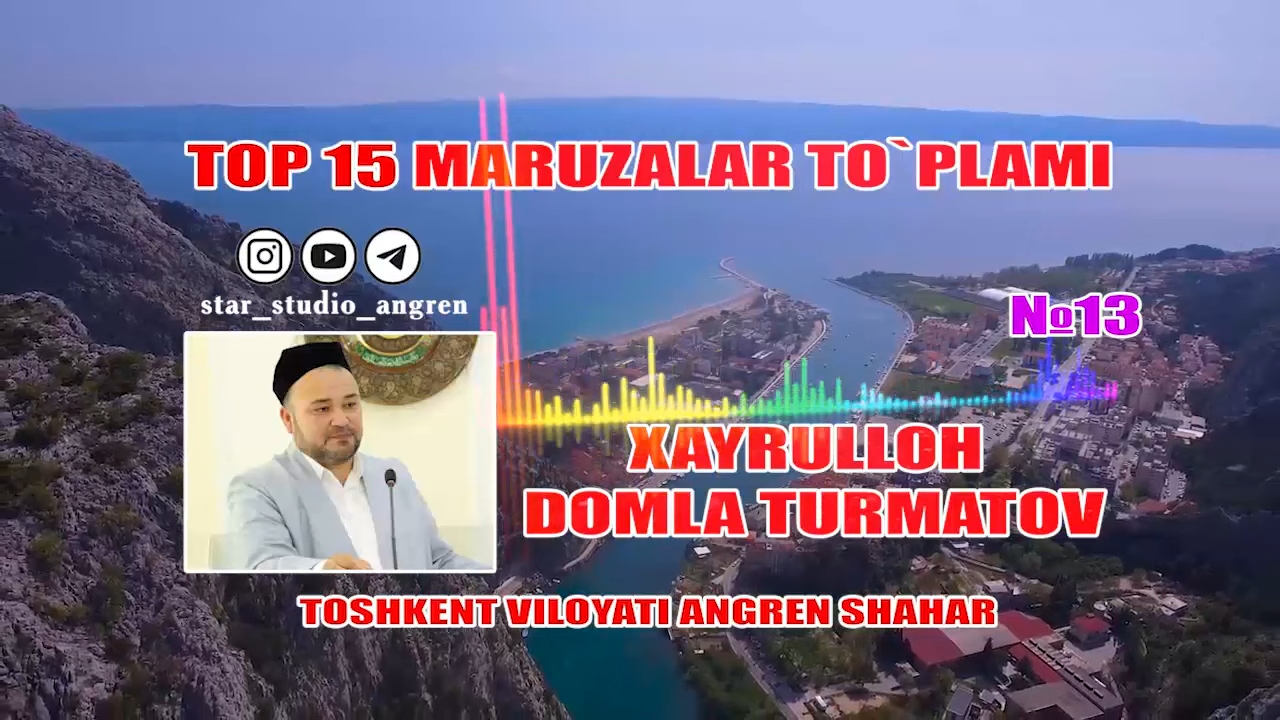 TOP 15 MARUZALAR TO`PLAMI
star_studio_angren
№13
XAYRULLOH
DOMLA TURMATOV
TOSHKENT VILOYATI ANGREN SHAHAR